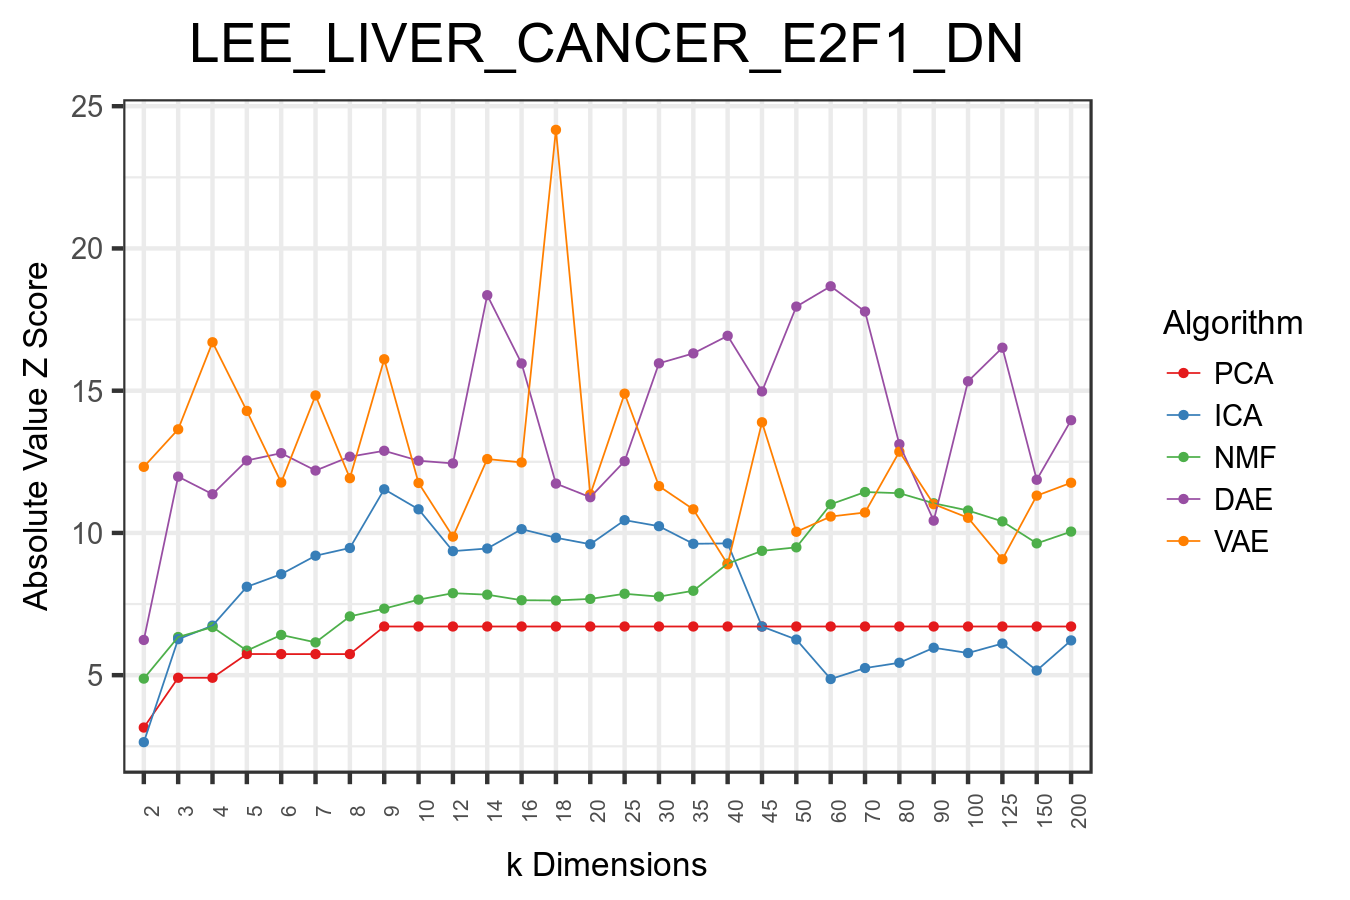 LEE_LIVER_CANCER_E2F1_DN
Absolute Value Z Score
25
20
15
10
5
2 3 4 5 6 7 8 9 10 12 14 16 18 20 25 30 35 40 45 50 60 70 80 90 100 125 150 200
k Dimensions
Algorithm
PCA
ICA
NMF
DAE
VAE